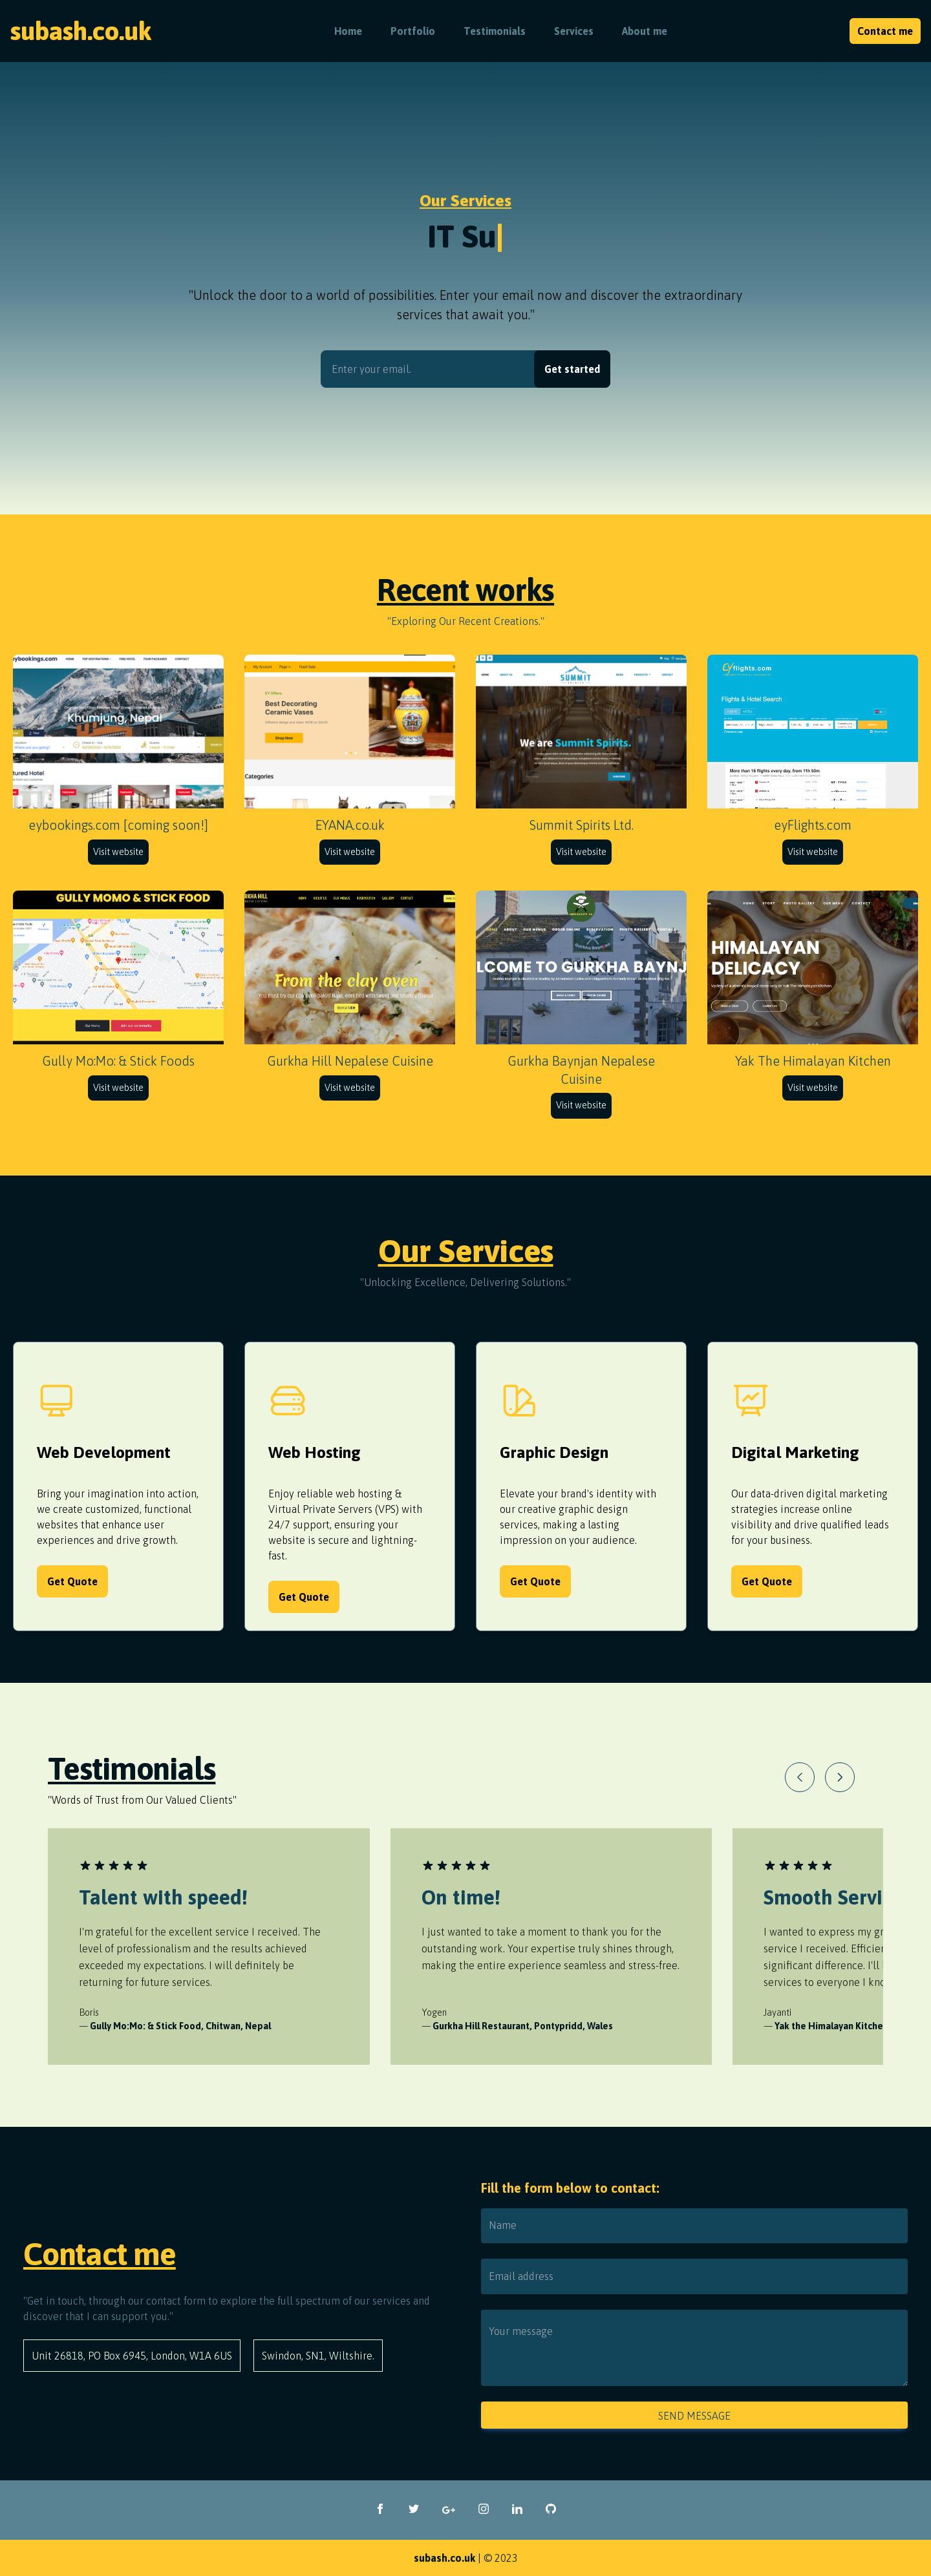 subash.co.uk
Home Portfolio Testimonials Services About me
Contact me
Our Services
IT Su
"Unlock the door to a world of possibilities. Enter your email now and discover the extraordinary
services that await you."
Enter your email.
Get started
Recent works
"Exploring Our Recent Creations."
Khumjung, Nepal
Best Decorating
Ceramic Vases
Shop Now
Categories
SUMMIT
We are Summit Spirits.
flights.com
Flights & Hotel Search
More than 18 flights every day, from 11h 50m
eybookings.com [coming soon!]
EYANA.co.uk
Summit Spirits Ltd.
eyFlights.com
Visit website
Visit website
Visit website
Visit website
GULLY MOMO & STICK FOOD
From the clay oven
LCOME TO GURKHA BAYNJ
HIMALAYAN
DELICACY
Gully Mo:Mo: & Stick Foods
Gurkha Hill Nepalese Cuisine
Gurkha Baynjan Nepalese
Cuisine
Yak The Himalayan Kitchen
Visit website
Visit website
Visit website
Visit website
Our Services
"Unlocking Excellence, Delivering Solutions."
Web Development
Bring your imagination into action,
we create customized, functional
websites that enhance user
experiences and drive growth.
Get Quote
Web Hosting
Enjoy reliable web hosting &
Virtual Private Servers (VPS) with
24/7 support, ensuring your
website is secure and lightning-
fast.
Get Quote
Graphic Design
Elevate your brand's identity with
our creative graphic design
services, making a lasting
impression on your audience.
Get Quote
Digital Marketing
Our data-driven digital marketing
strategies increase online
visibility and drive qualified leads
for your business.
Get Quote
Testimonials
"Words of Trust from Our Valued Clients"
Talent with speed!
I'm grateful for the excellent service I received. The
level of professionalism and the results achieved
exceeded my expectations. I will definitely be
returning for future services.
Boris
— Gully Mo:Mo: & Stick Food, Chitwan, Nepal
On time!
I just wanted to take a moment to thank you for the
outstanding work. Your expertise truly shines through,
making the entire experience seamless and stress-free.
Yogen
— Gurkha Hill Restaurant, Pontypridd, Wales
Smooth Servi
I wanted to express my gr
service I received. Efficier
significant difference. I'll
services to everyone I kno
Jayanti
— Yak the Himalayan Kitche
Contact me
"Get in touch, through our contact form to explore the full spectrum of our services and
discover that I can support you."
Unit 26818, PO Box 6945, London, W1A 6US
Swindon, SN1, Wiltshire.
Fill the form below to contact:
Name
Email address
Your message
SEND MESSAGE
subash.co.uk | © 2023